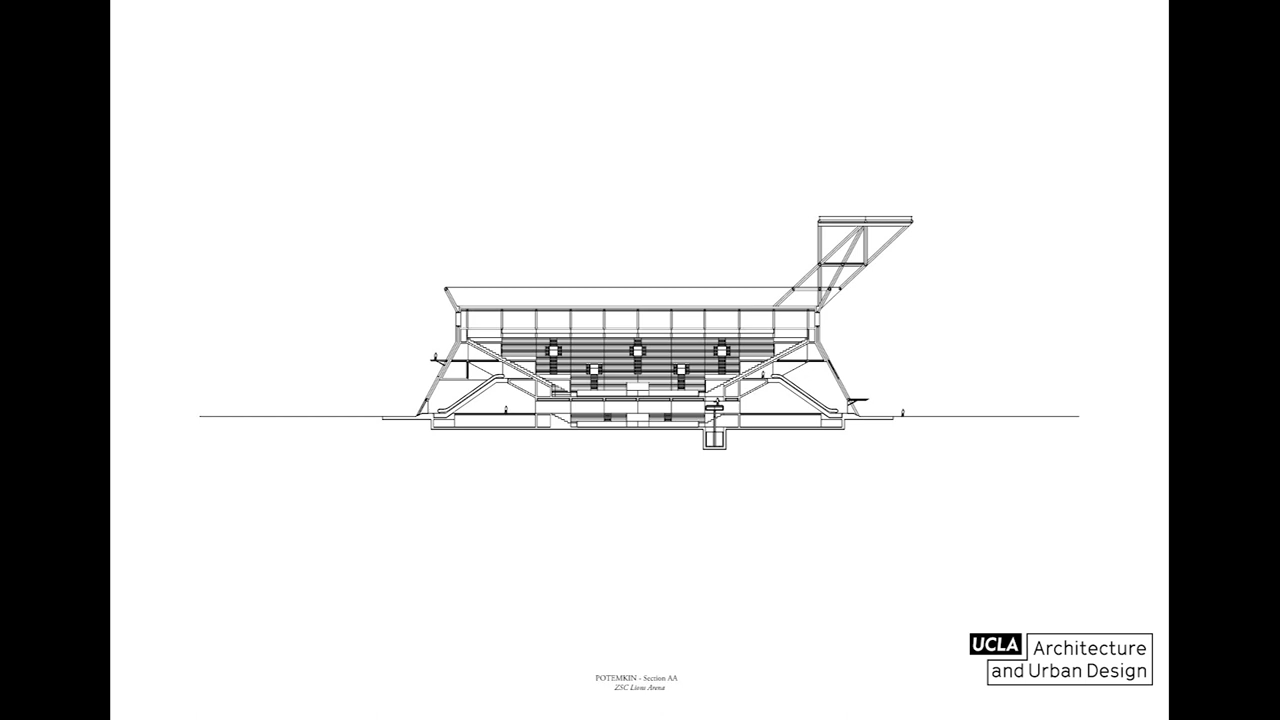 POTEMKIN - Section AA
ZSC Lions Arena
UCLA Architecture
and Urban Design